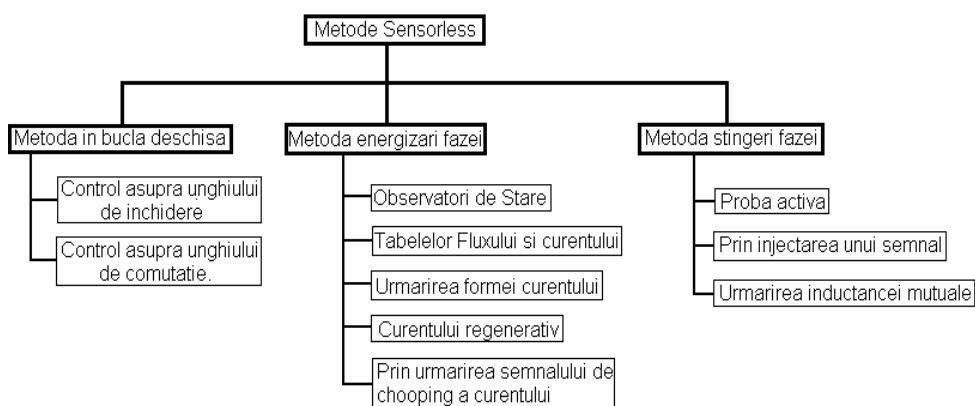 Metode Sensorless
Metoda in bucla deschisa
Control asupra unghiului
de inchidere
Control asupra unghiului
de comutatie.
Metoda energizari fazei
Observatori de Stare
Tabelelor Fluxului si curentului
Urmarirea formei curentului
Curentului regenerativ
Prin urmarirea semnalului de
chooping a curentului
Metoda stingeri fazei
Proba activa
Prin injectarea unui semnal
Urmarirea inductancei mutuale